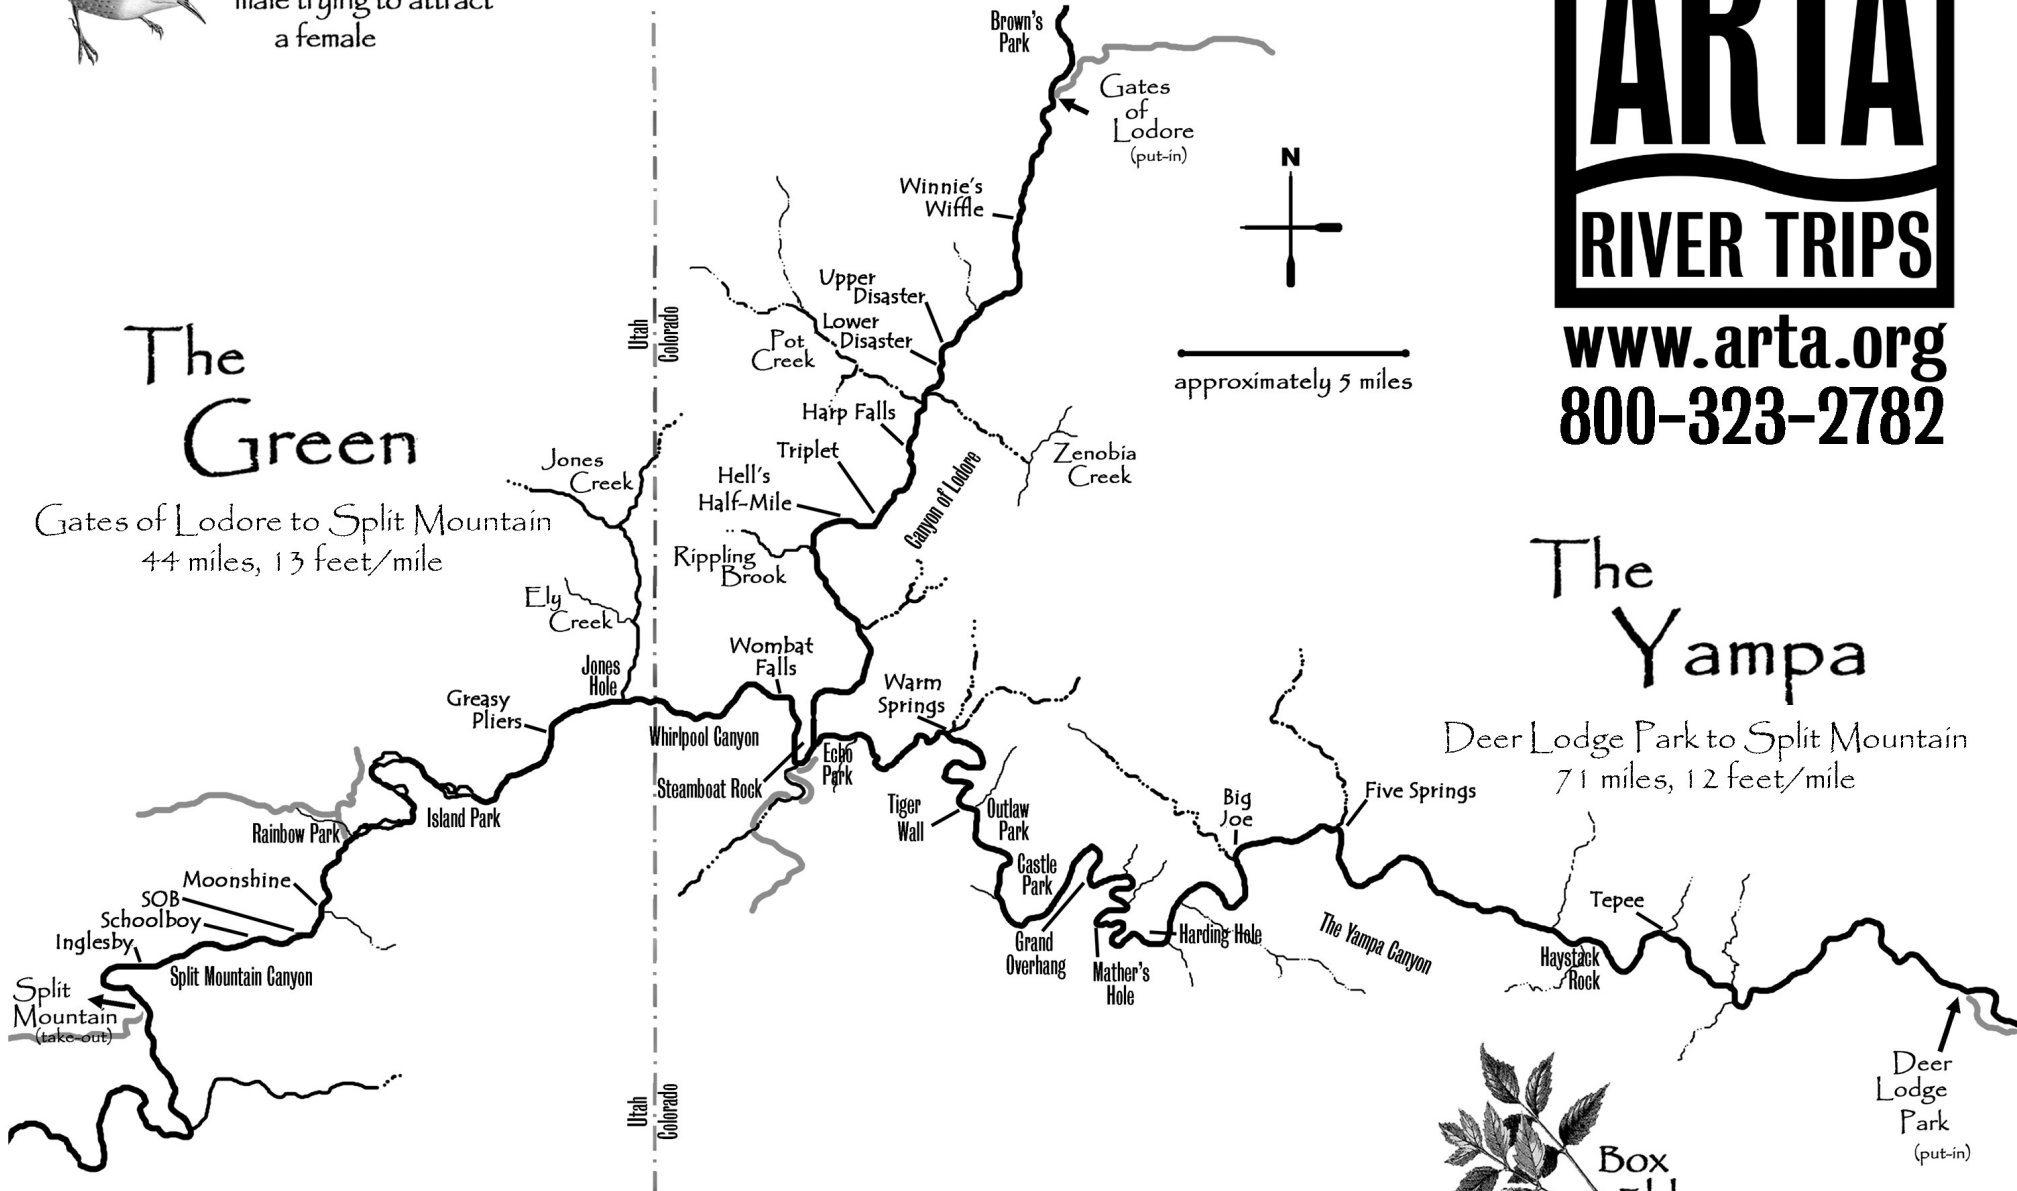 male trying to attract
a female
Brown's
Park
Gates
of
Lodore
(put-in)
ARTA
RIVER TRIPS
www.arta.org
800-323-2782
N
approximately 5 miles
Winnie's
Wiffle
Upper
Disaster
Lower
Disaster
Pot
Creek
Harp Falls
Triplet
Hell's
Half-Mile
Canyon of Lodore
Zenobia
Creek
Utah
Colorado
The
Green
Gates of Lodore to Split Mountain
44 miles, 13 feet/mile
Jones
Creek
Rippling
Brook
Ely
Creek
Jones
Hole
Wombat
Falls
Warm
Springs
Greasy
Pliers
Whirlpool Canyon
Echo
Park
Steamboat Rock
Island Park
Rainbow Park
Moonshine
SOB
Schoolboy
Inglesby
Split Mountain Canyon
Split
Mountain
(take-out)
The
Yampa
Deer Lodge Park to Split Mountain
71 miles, 12 feet/mile
Tiger
Wall
Outlaw
Park
Castle
Park
Grand
Overhang
Mather's
Hole
Harding Hole
Big
Joe
Five Springs
The Yampa Canyon
Tepee
Haystack
Rock
Deer
Lodge
Park
(put-in)
Utah
Colorado
Box